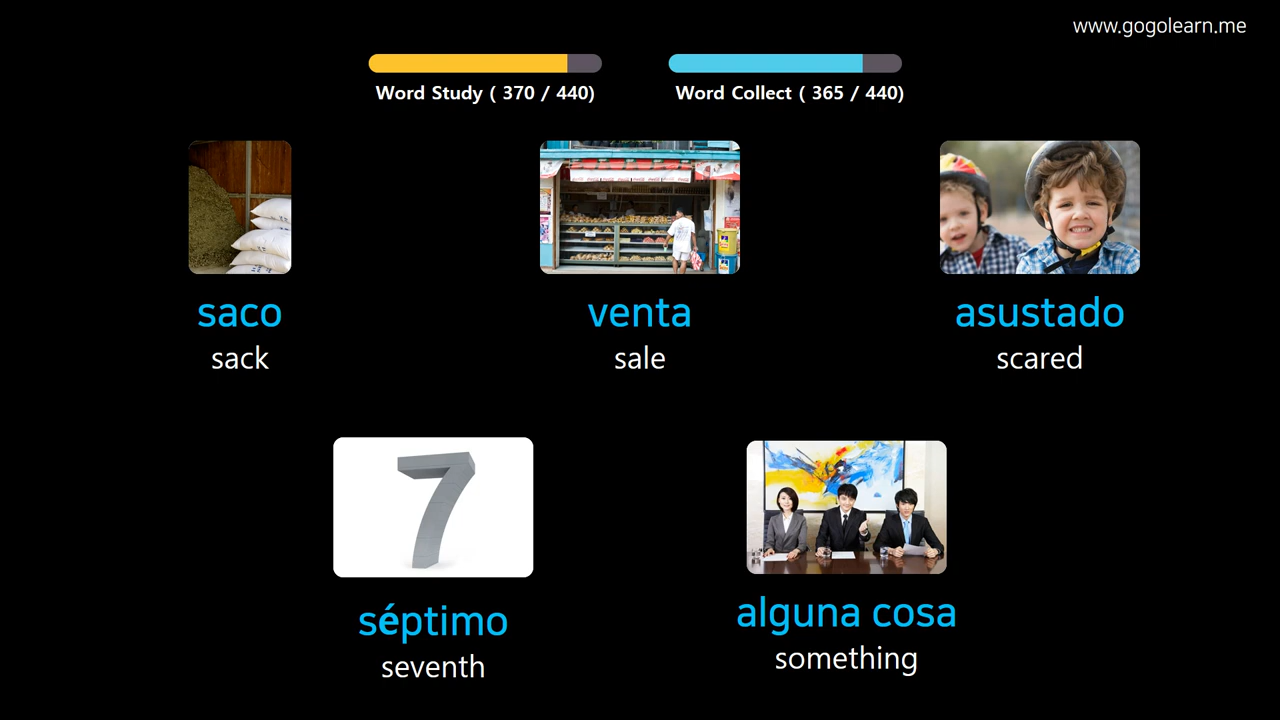 www.gogolearn.me
Word Study ( 370 / 440)
Word Collect ( 365 / 440)
saco
sack
venta
sale
asustado
scared
7
séptimo
seventh
alguna cosa
something